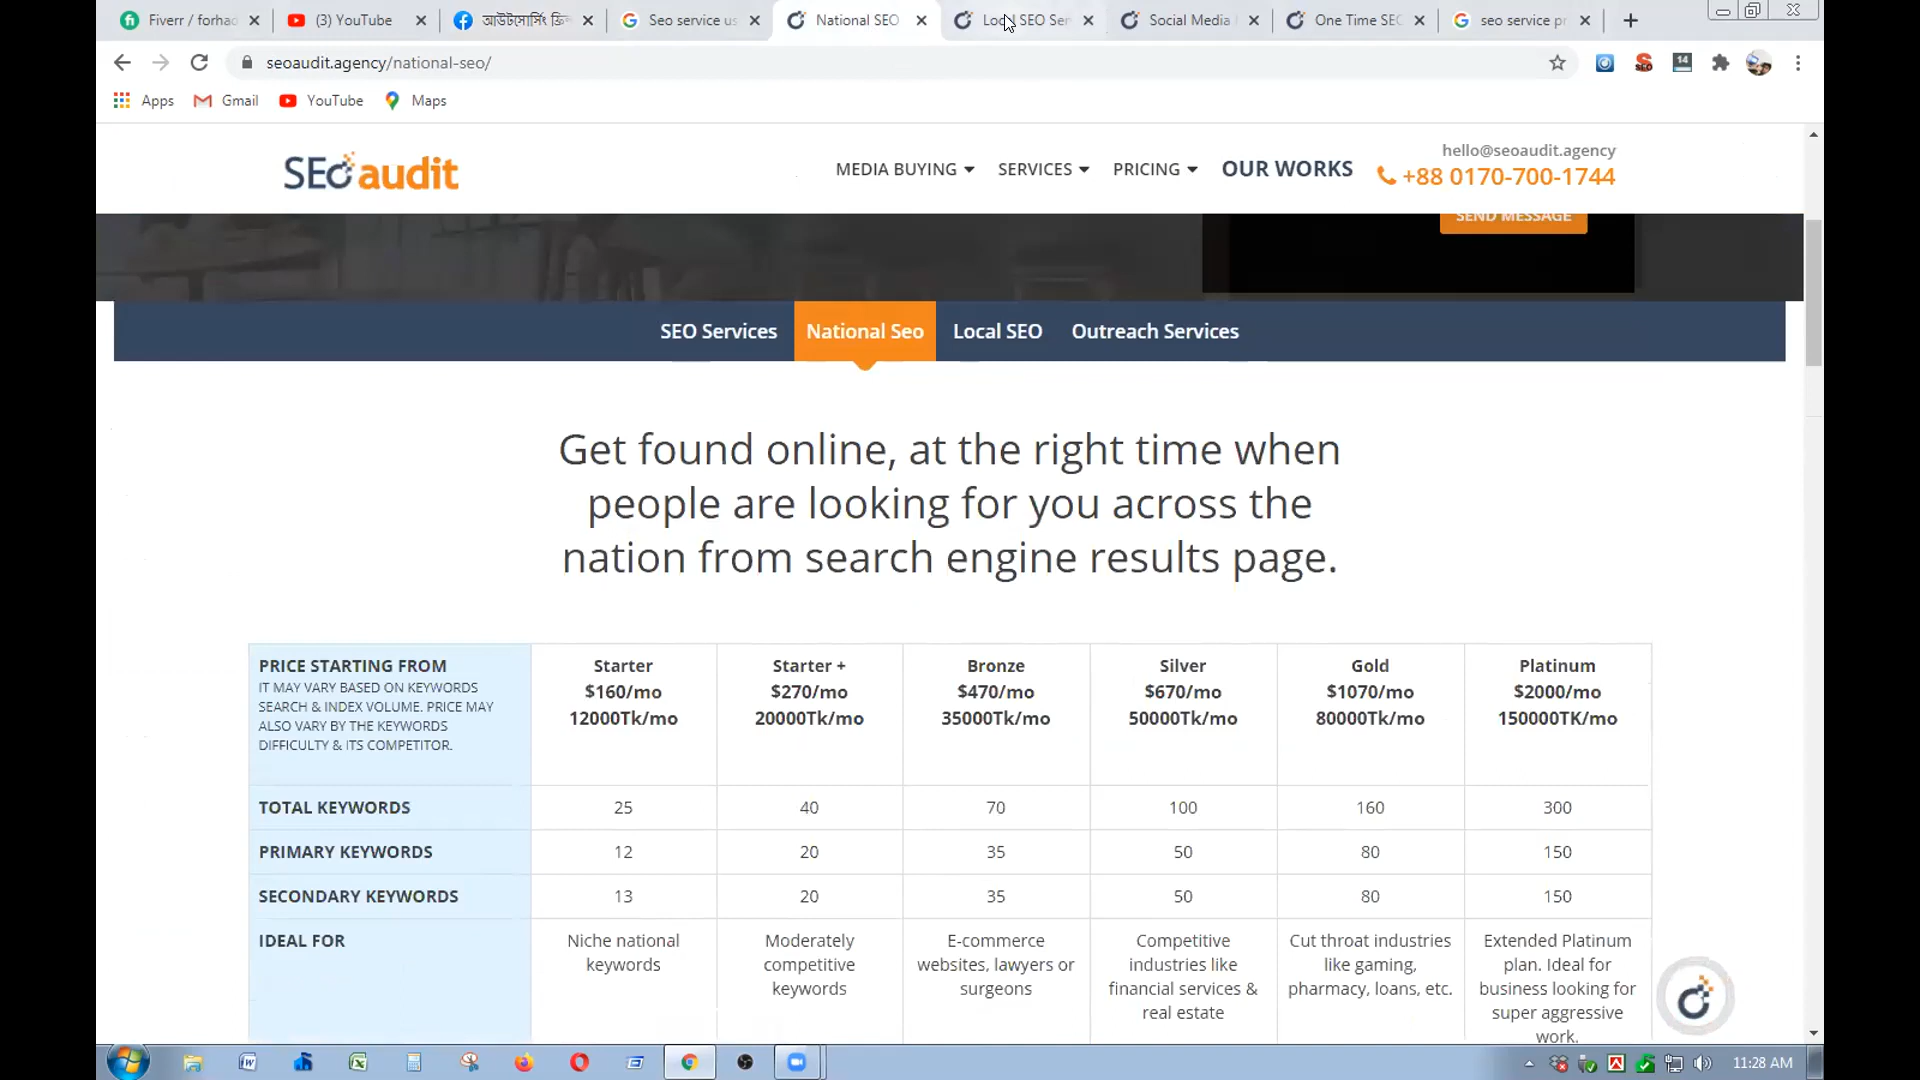 Fiverr / forhad
(3) YouTube
আউটসোর্সিং ফ্রি
Seo service us
National SEO
Local SEO Ser
Social Media
One Time SEO
seo service pr
seoaudit.agency/national-seo/
SEO
14
Apps
Gmail
YouTube
Maps
SEO audit
MEDIA BUYING
SERVICES
PRICING
OUR WORKS
hello@seoaudit.agency
+88 0170-700-1744
SEND MESSAGE
SEO Services
National Seo
Local SEO
Outreach Services
Get found online, at the right time when
people are looking for you across the
nation from search engine results page.
PRICE STARTING FROM
IT MAY VARY BASED ON KEYWORDS
SEARCH & INDEX VOLUME. PRICE MAY
ALSO VARY BY THE KEYWORDS
DIFFICULTY & ITS COMPETITOR.
Starter
$160/mo
12000Tk/mo
Starter +
$270/mo
20000Tk/mo
Bronze
$470/mo
35000Tk/mo
Silver
$670/mo
50000Tk/mo
Gold
$1070/mo
80000Tk/mo
Platinum
$2000/mo
150000TK/mo
TOTAL KEYWORDS 25 40 70 100 160 300
PRIMARY KEYWORDS 12 20 35 50 80 150
SECONDARY KEYWORDS 13 20 35 50 80 150
IDEAL FOR
Niche national
keywords
Moderately
competitive
keywords
E-commerce
websites, lawyers or
surgeons
Competitive
industries like
financial services &
real estate
Cut throat industries
like gaming,
pharmacy, loans, etc.
Extended Platinum
plan. Ideal for
business looking for
super aggressive
work.
11:28 AM